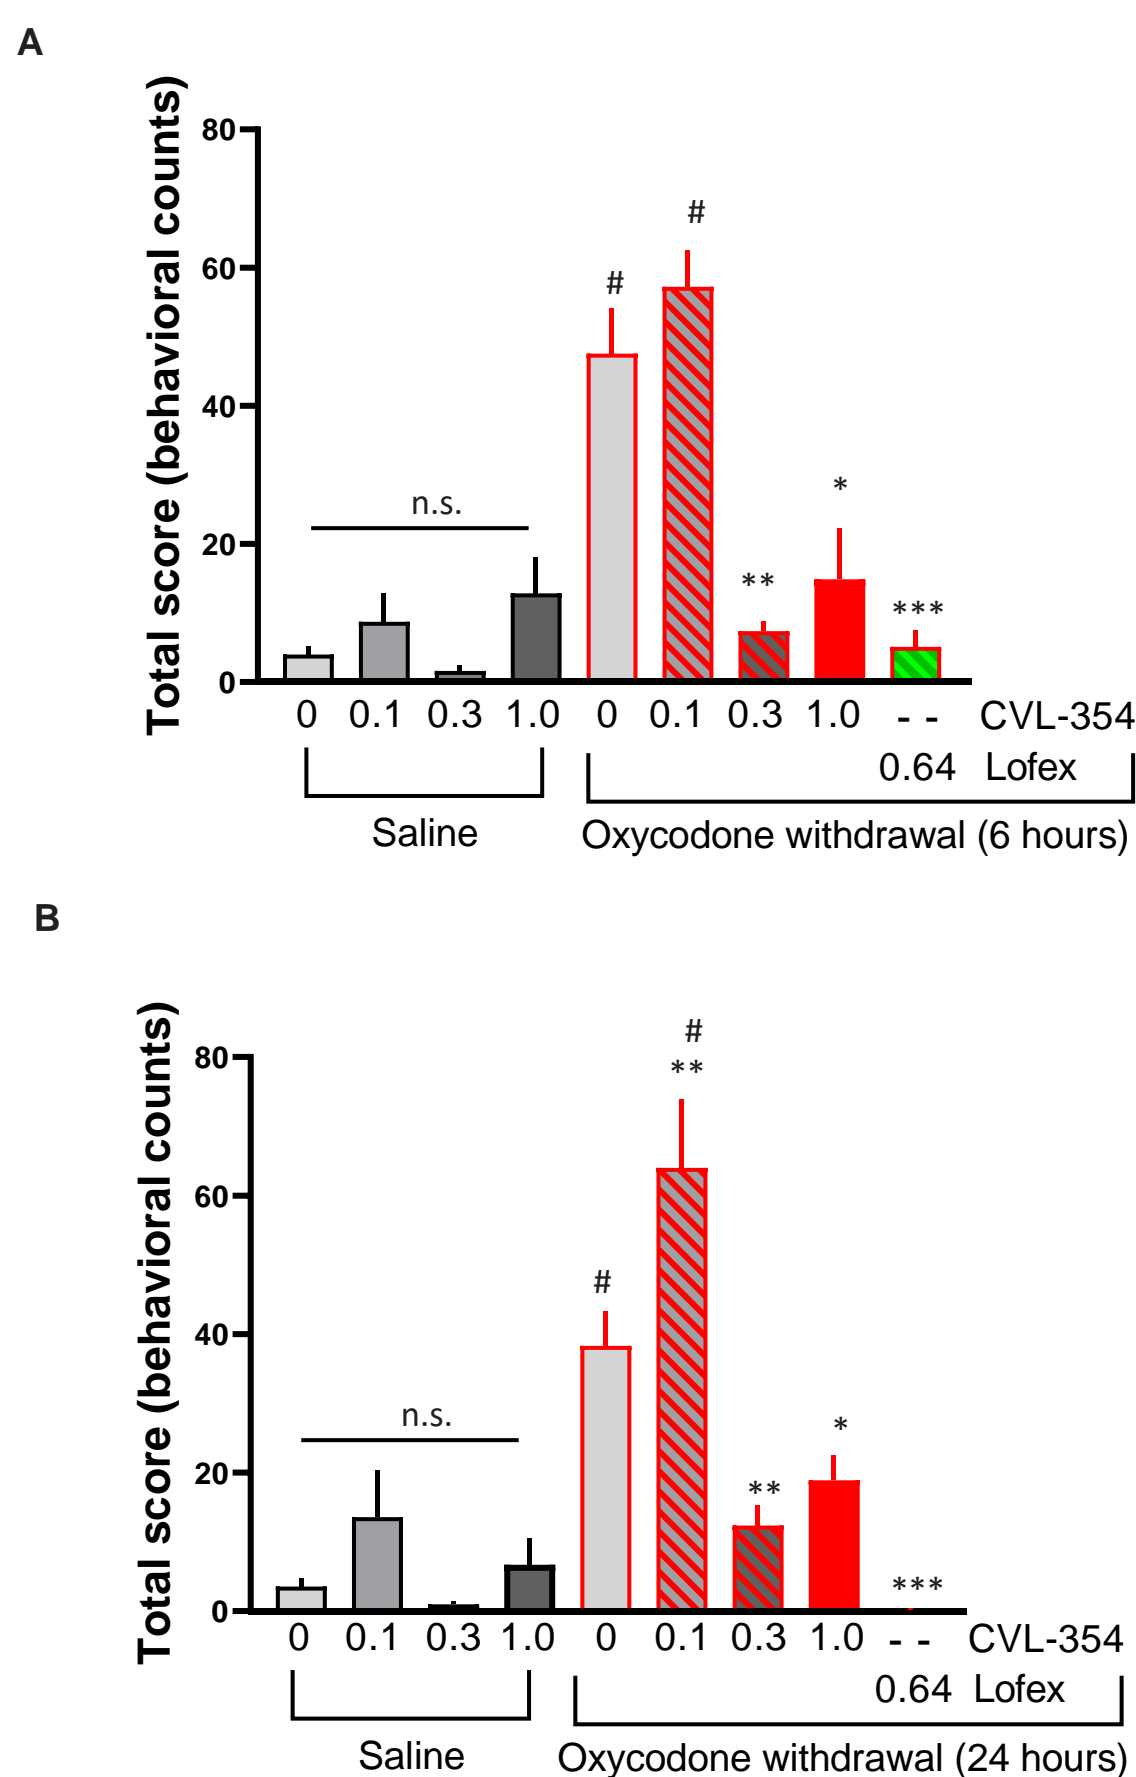 A
Total score (behavioral counts)
80
60
40
20
0
n.s.
#
#
**
*
***
0 0.1 0.3 1.0 0 0.1 0.3 1.0 - - CVL-354
0.64 Lofex
Saline
Oxycodone withdrawal (6 hours)
B
Total score (behavioral counts)
80
60
40
20
0
n.s.
#
#
**
**
*
***
0 0.1 0.3 1.0 0 0.1 0.3 1.0 - - CVL-354
0.64 Lofex
Saline
Oxycodone withdrawal (24 hours)